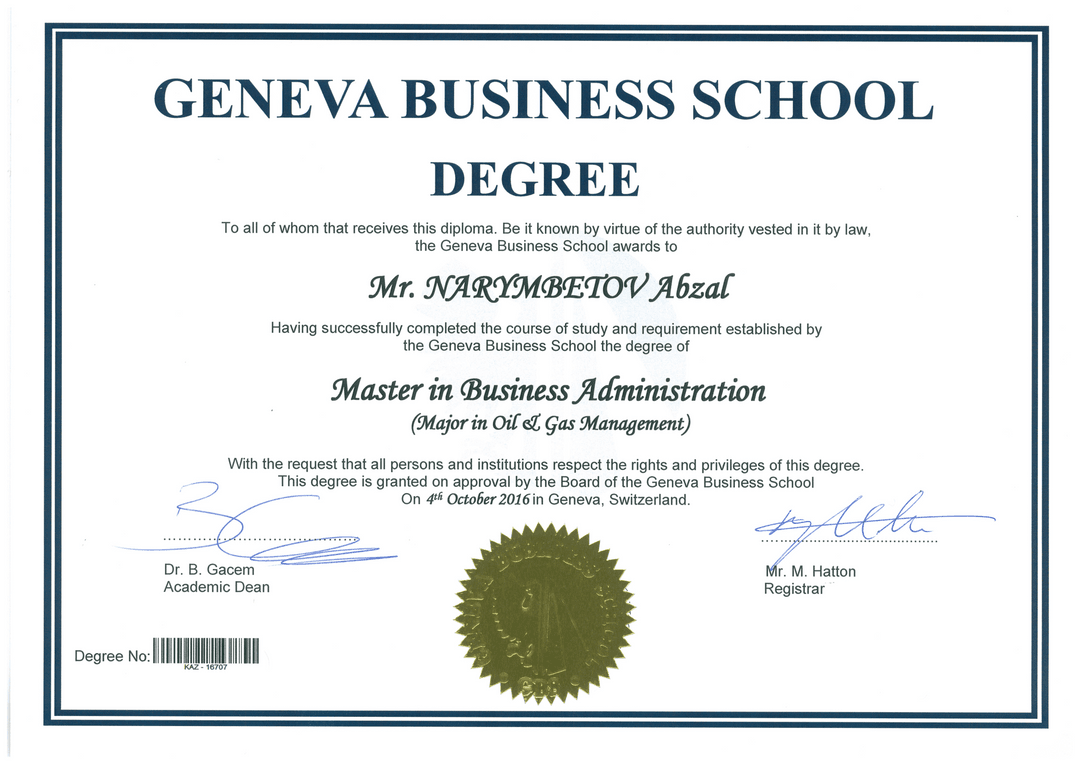 GENEVA BUSINESS SCHOOL
DEGREE
To all of whom that receives this diploma. Be it known by virtue of the authority vested in it by law,
the Geneva Business School awards to
Mr. NARYMBETOV Abzal
Having successfully completed the course of study and requirement established by
the Geneva Business School the degree of
Master in Business Administration
(Major in Oil & Gas Management)
With the request that all persons and institutions respect the rights and privileges of this degree.
This degree is granted on approval by the Board of the Geneva Business School
On 4th October 2016 in Geneva, Switzerland.
Dr. B. Gacem
Academic Dean
Mr. M. Hatton
Registrar
Degree No:
KAZ - 16707